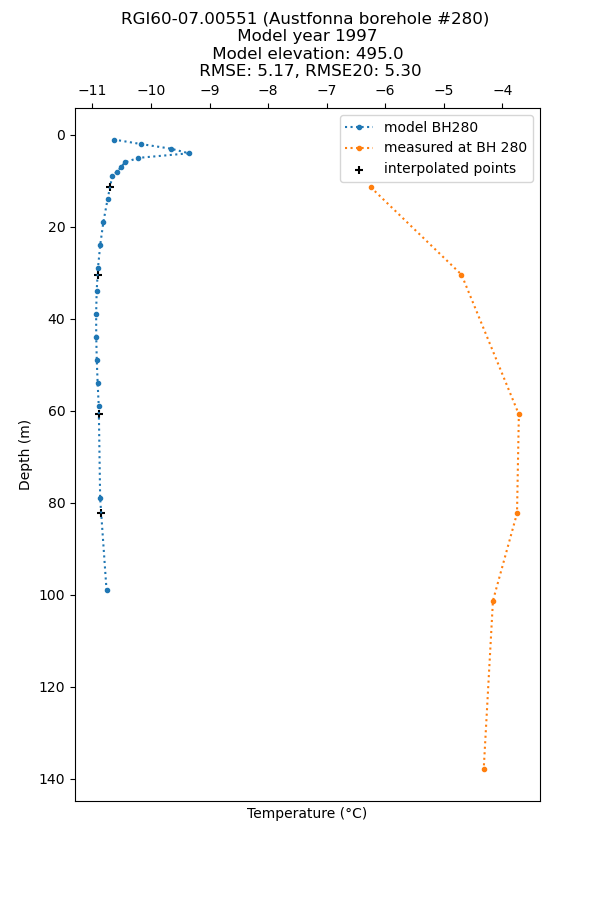 RGI60-07.00551 (Austfonna borehole #280)
Model year 1997
Model elevation: 495.0
RMSE: 5.17, RMSE20: 5.30
−11 −10 −9 −8 −7 −6 −5 −4
model BH280
measured at BH 280
interpolated points
0
20
40
60
80
100
120
140
Depth (m)
Temperature (°C)